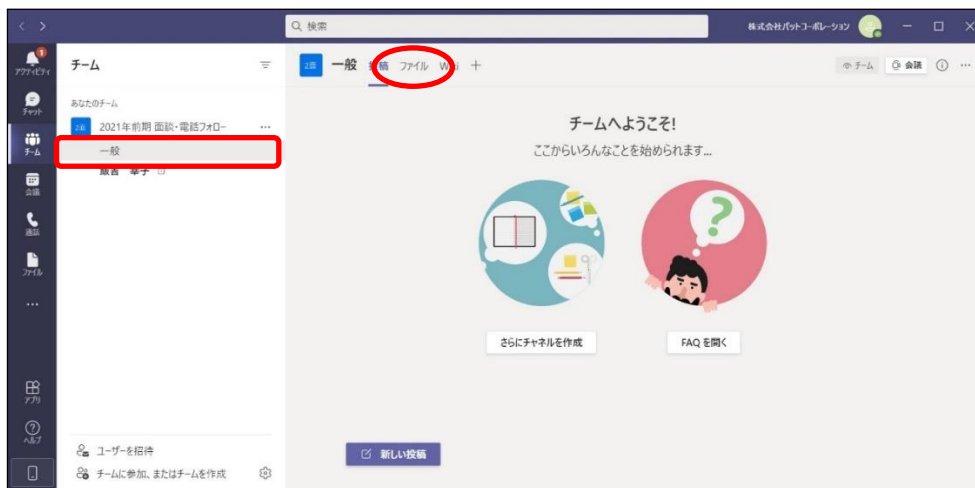 検索
株式会社パットコーポレーション
1
アクティビティ
チャット
チーム
会議
通話
ファイル
アプリ
ヘルプ
チーム
あなたのチーム
2021年前期 面談・電話フォロー
一般
ユーザーを招待
チームに参加、またはチームを作成
一般 投稿 ファイル
チーム 会議
チームへようこそ!
ここからいろんなことを始められます...
さらにチャネルを作成
FAQ を開く
新しい投稿